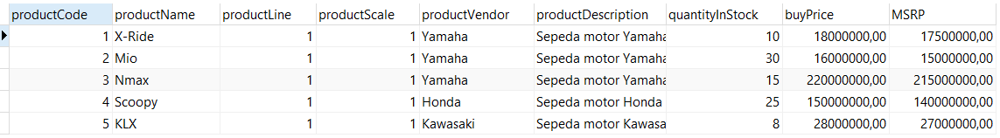 productCode productName productLine productScale productVendor productDescription quantityInStock buyPrice MSRP
1 X-Ride 1 1 Yamaha Sepeda motor Yamaha 10 18000000,00 17500000,00
2 Mio 1 1 Yamaha Sepeda motor Yamaha 30 16000000,00 15000000,00
3 Nmax 1 1 Yamaha Sepeda motor Yamaha 15 220000000,00 215000000,00
4 Scoopy 1 1 Honda Sepeda motor Honda 25 150000000,00 140000000,00
5 KLX 1 1 Kawasaki Sepeda motor Kawasa 8 28000000,00 27000000,00